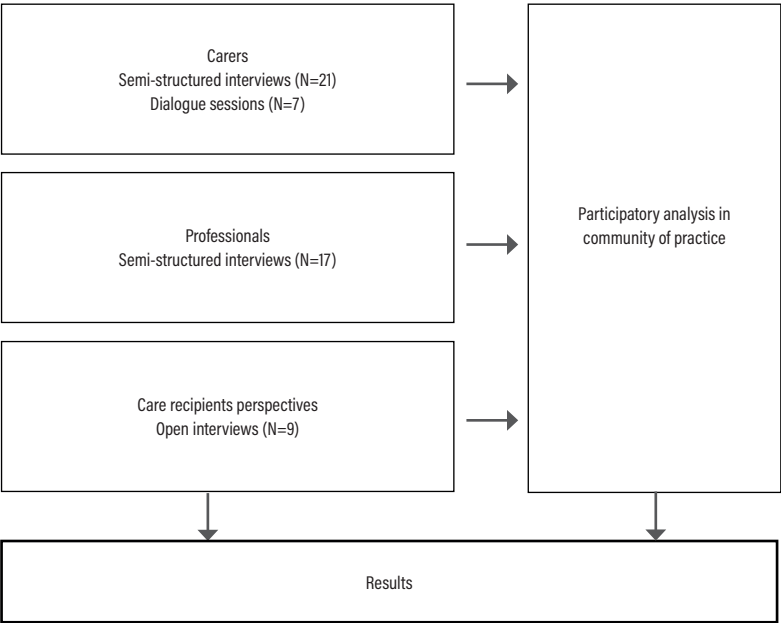 Carers
Semi-structured interviews (N=21)
Dialogue sessions (N=7)
Professionals
Semi-structured interviews (N=17)
Care recipients perspectives
Open interviews (N=9)
Participatory analysis in
community of practice
Results